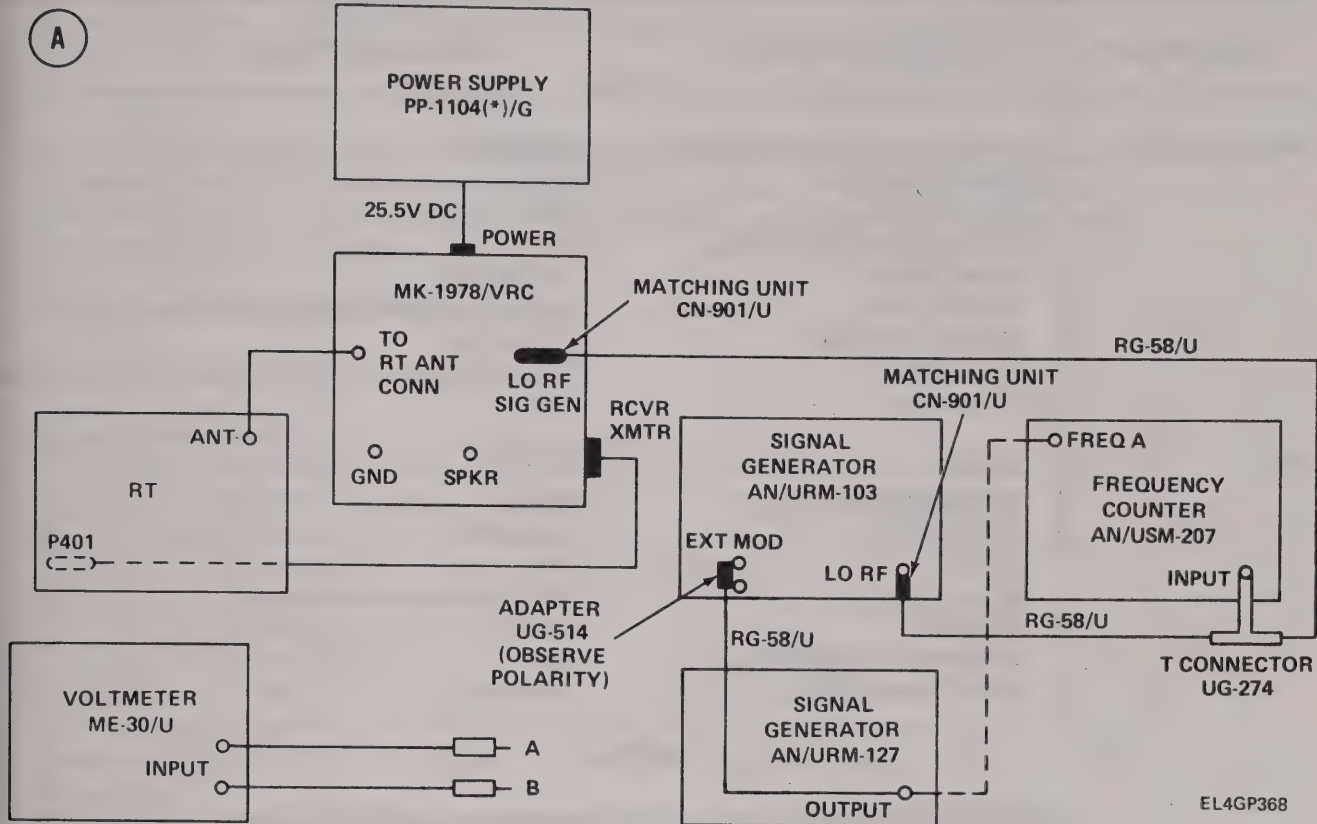 A
POWER SUPPLY
PP-1104(*)/G
25.5V DC
POWER
MK-1978/VRC
TO
RT ANT
CONN
LO RF
SIG GEN
GND
SPKR
RCVR
XMTR
MATCHING UNIT
CN-901/U
RG-58/U
ANT
RT
P401
SIGNAL
GENERATOR
AN/URM-103
EXT MOD
LO RF
MATCHING UNIT
CN-901/U
FREQ A
FREQUENCY
COUNTER
AN/USM-207
INPUT
RG-58/U
T CONNECTOR
UG-274
ADAPTER
UG-514
(OBSERVE
POLARITY)
RG-58/U
SIGNAL
GENERATOR
AN/URM-127
OUTPUT
VOLTMETER
ME-30/U
INPUT
A
B
EL4GP368